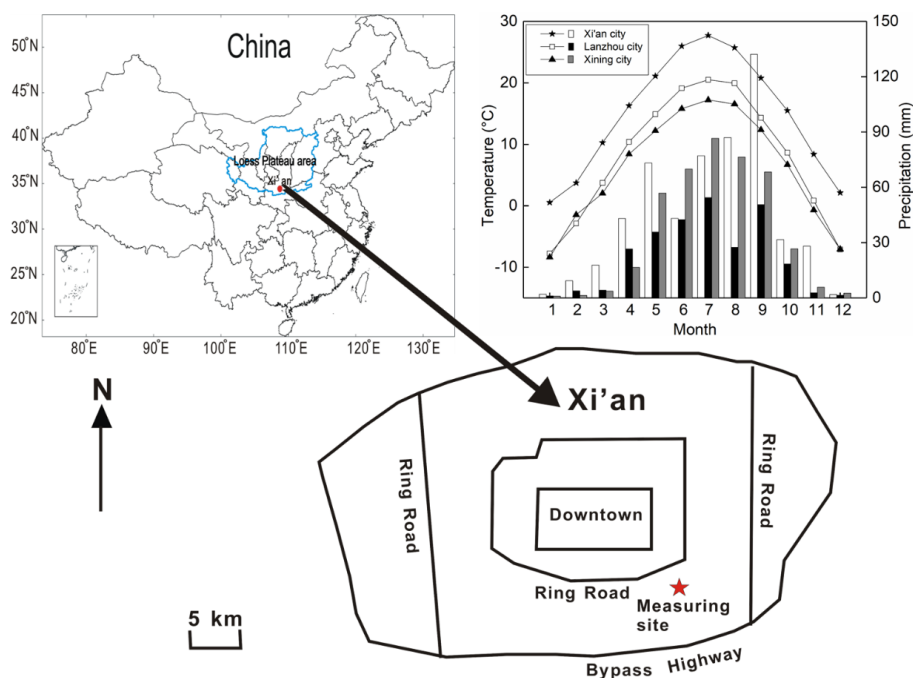 China
50°N
40°N
35°N
30°N
25°N
20°N
80°E
90°E
100°E
110°E
120°E
130°E
Loess Plateau area
Xi' an
30
20
10
0
-10
Temperature (°C)
Xi'an city
Lanzhou city
Xining city
150
120
90
60
30
0
Precipitation (mm)
1 2 3 4 5 6 7 8 9 10 11 12
Month
N
Xi'an
Ring Road
Ring Road
Downtown
Ring Road
Measuring
site
5 km
Bypass Highway